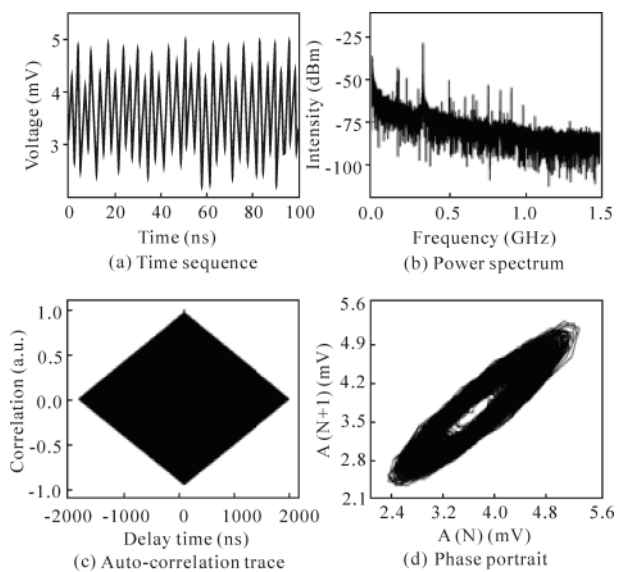 5
4
3
Voltage (mV)
0 20 40 60 80 100
Time (ns)
(a) Time sequence
-25
-50
-75
-100
Intensity (dBm)
0.0 0.5 1.0 1.5
Frequency (GHz)
(b) Power spectrum
1.0
0.5
0.0
-0.5
-1.0
Correlation (a.u.)
-2000 -1000 0 1000 2000
Delay time (ns)
(c) Auto-correlation trace
5.6
4.9
4.2
3.5
2.8
2.1
A (N+1) (mV)
2.4 3.2 4.0 4.8 5.6
A (N) (mV)
(d) Phase portrait